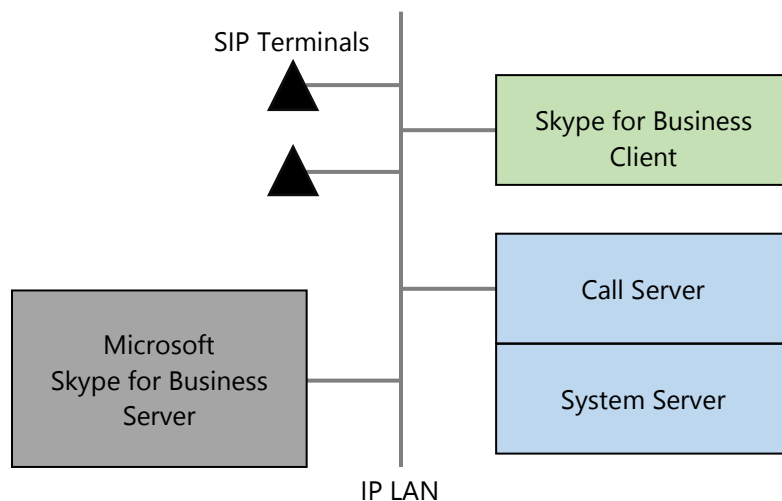 SIP Terminals
Skype for Business
Client
Call Server
Microsoft
Skype for Business
Server
System Server
IP LAN